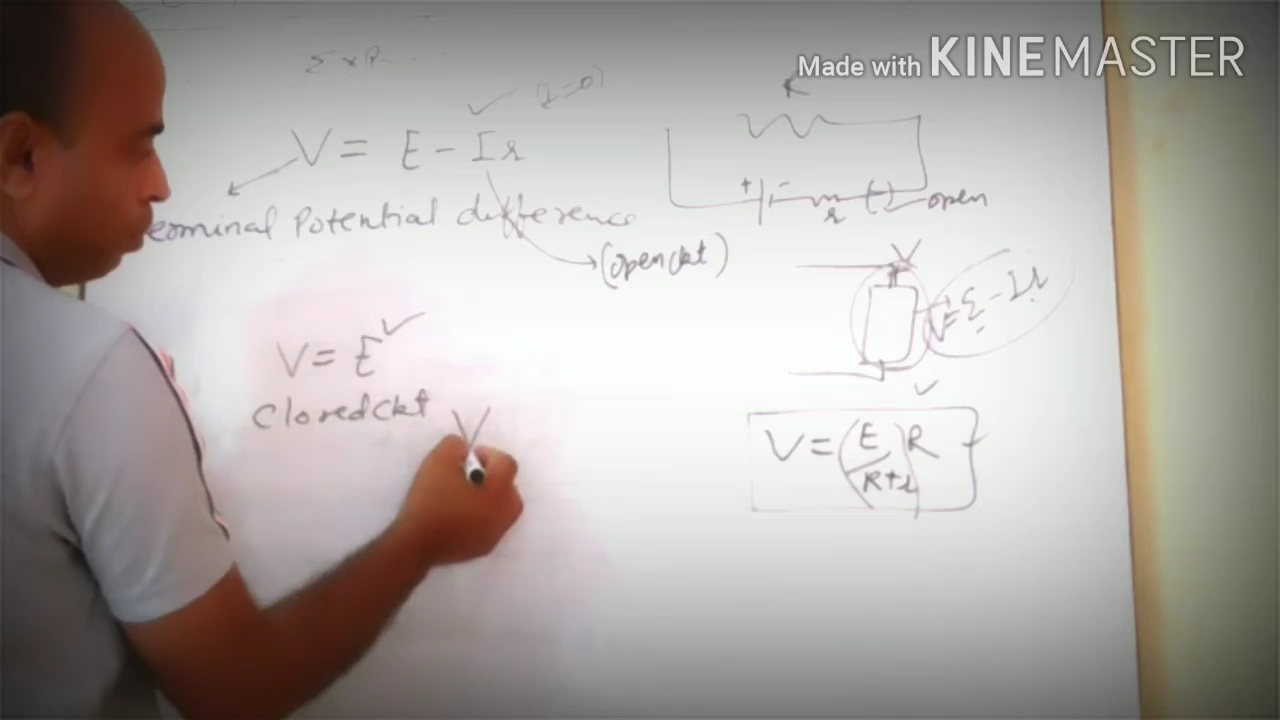 Made with KINEMASTER
(I=0)
V = E - Ir
Terminal Potential difference
(open ckt)
V = E
Closed ckt
V
R
+ -
r
open
V = E - Ir
V = (E/R+r) R